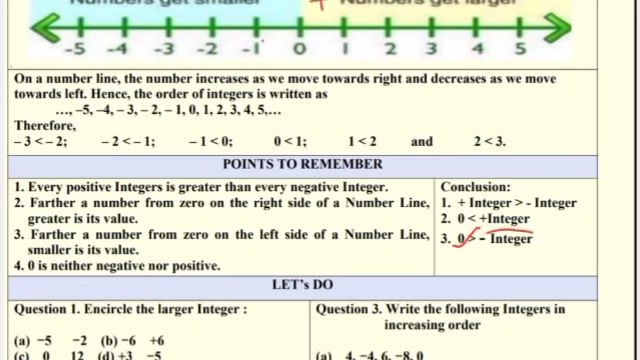 Numbers get smaller Numbers get larger
-5 -4 -3 -2 -1 0 1 2 3 4 5
On a number line, the number increases as we move towards right and decreases as we move
towards left. Hence, the order of integers is written as
…, −5, −4, − 3, − 2, − 1, 0, 1, 2, 3, 4, 5,…
Therefore,
− 3 < − 2; − 2 < − 1; − 1 < 0; 0 < 1; 1 < 2 and 2 < 3.
POINTS TO REMEMBER
1. Every positive Integers is greater than every negative Integer.
2. Farther a number from zero on the right side of a Number Line,
greater is its value.
3. Farther a number from zero on the left side of a Number Line,
smaller is its value.
4. 0 is neither negative nor positive.
Conclusion:
1. + Integer > - Integer
2. 0 < +Integer
3. 0 > - Integer
LET's DO
Question 1. Encircle the larger Integer :
(a) −5 −2 (b) −6 +6
(c) 0 12 (d) +3 −5
Question 3. Write the following Integers in
increasing order
(a) 4, −4, 6, −8, 0